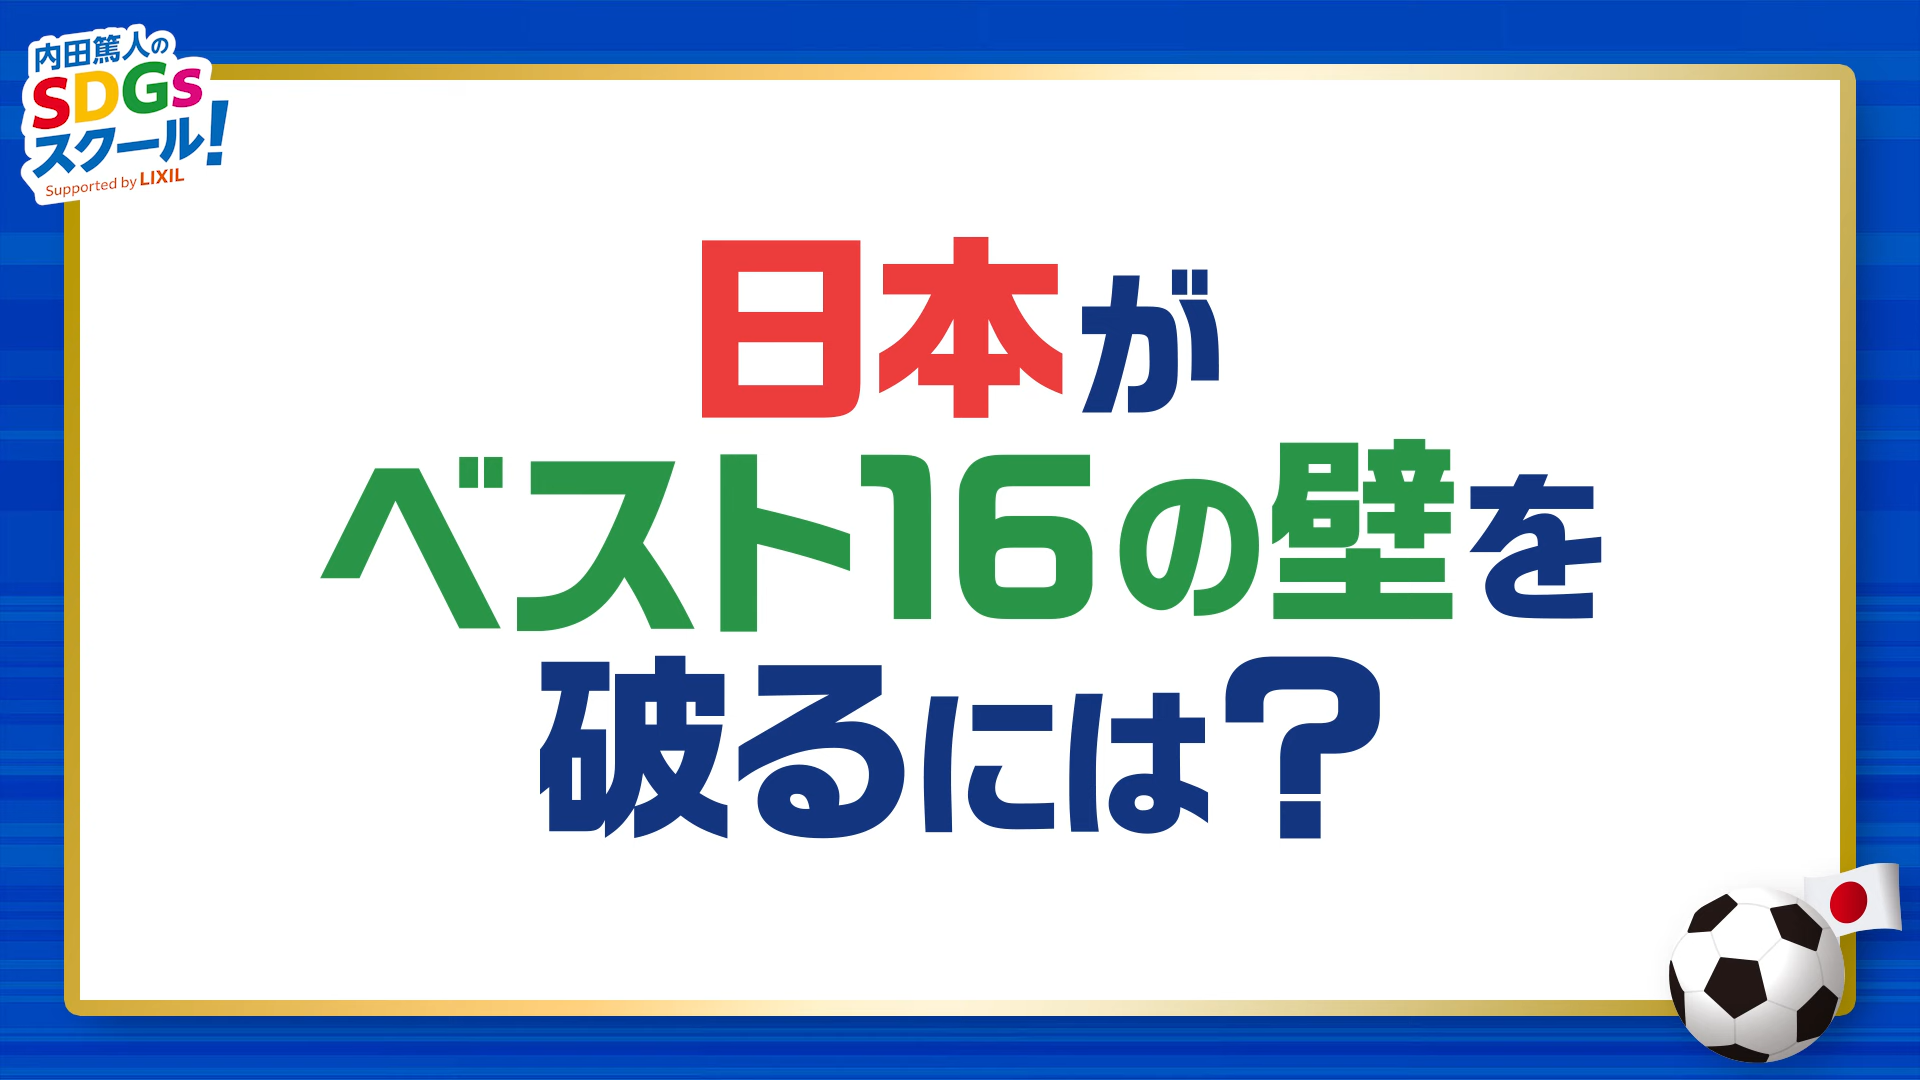 内田篤人の
SDGs
スクール!
Supported by LIXIL
日本が
ベスト16の壁を
破るには?